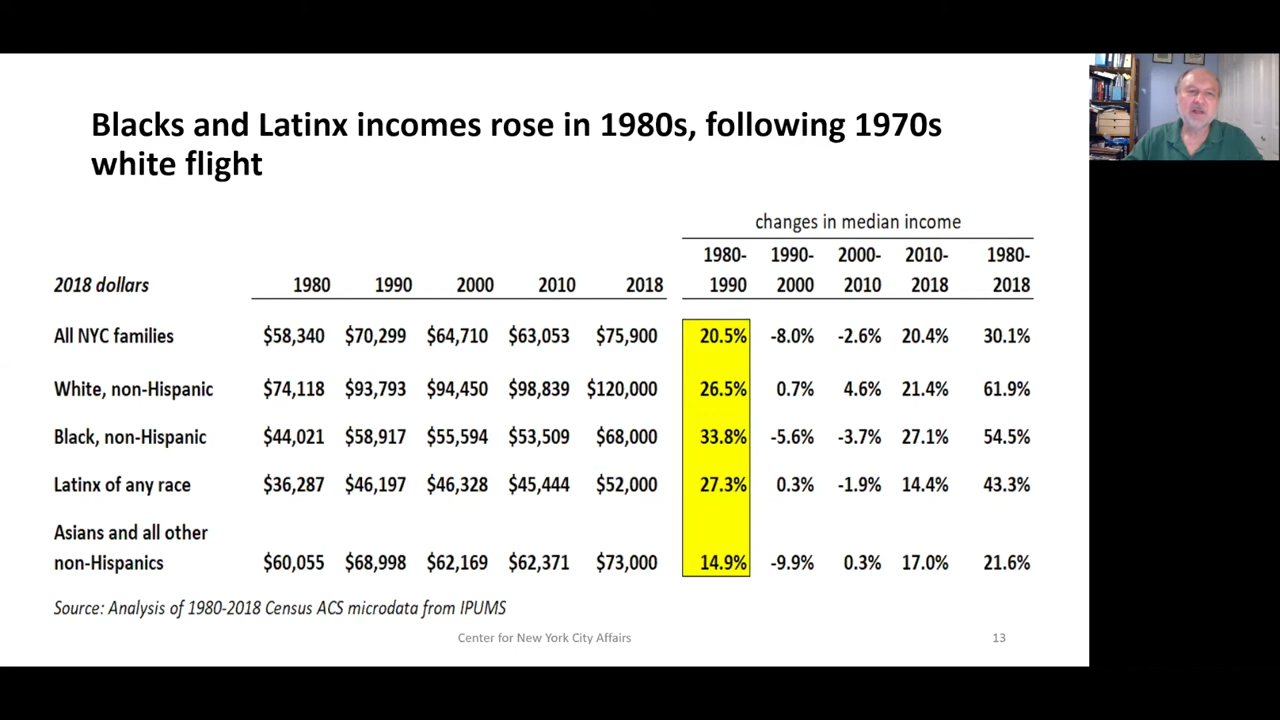 Blacks and Latinx incomes rose in 1980s, following 1970s
white flight
changes in median income
1980- 1990- 2000- 2010- 1980-
2018 dollars 1980 1990 2000 2010 2018 1990 2000 2010 2018 2018
All NYC families $58,340 $70,299 $64,710 $63,053 $75,900 20.5% -8.0% -2.6% 20.4% 30.1%
White, non-Hispanic $74,118 $93,793 $94,450 $98,839 $120,000 26.5% 0.7% 4.6% 21.4% 61.9%
Black, non-Hispanic $44,021 $58,917 $55,594 $53,509 $68,000 33.8% -5.6% -3.7% 27.1% 54.5%
Latinx of any race $36,287 $46,197 $46,328 $45,444 $52,000 27.3% 0.3% -1.9% 14.4% 43.3%
Asians and all other
non-Hispanics $60,055 $68,998 $62,169 $62,371 $73,000 14.9% -9.9% 0.3% 17.0% 21.6%
Source: Analysis of 1980-2018 Census ACS microdata from IPUMS
Center for New York City Affairs 13